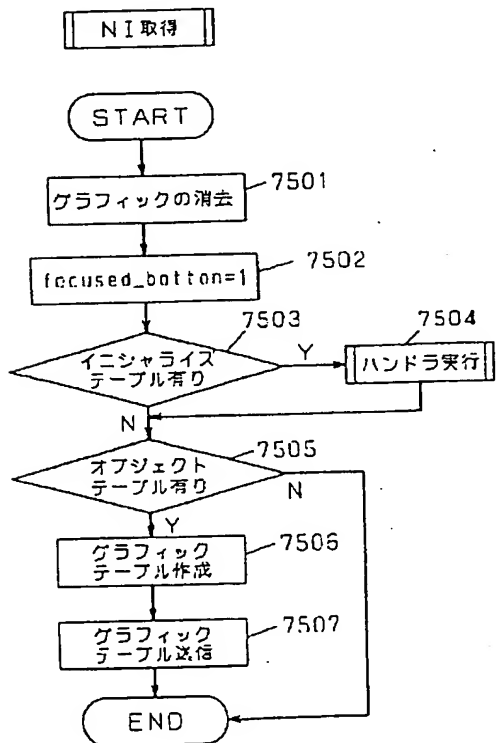 NI取得
START
グラフィックの消去
7501
focused_botton=1
7502
7503
イニシャライズ
テーブル有り
Y
7504
ハンドラ実行
N
7505
オブジェクト
テーブル有り
N
Y
グラフィック
テーブル作成
7506
グラフィック
テーブル送信
7507
END